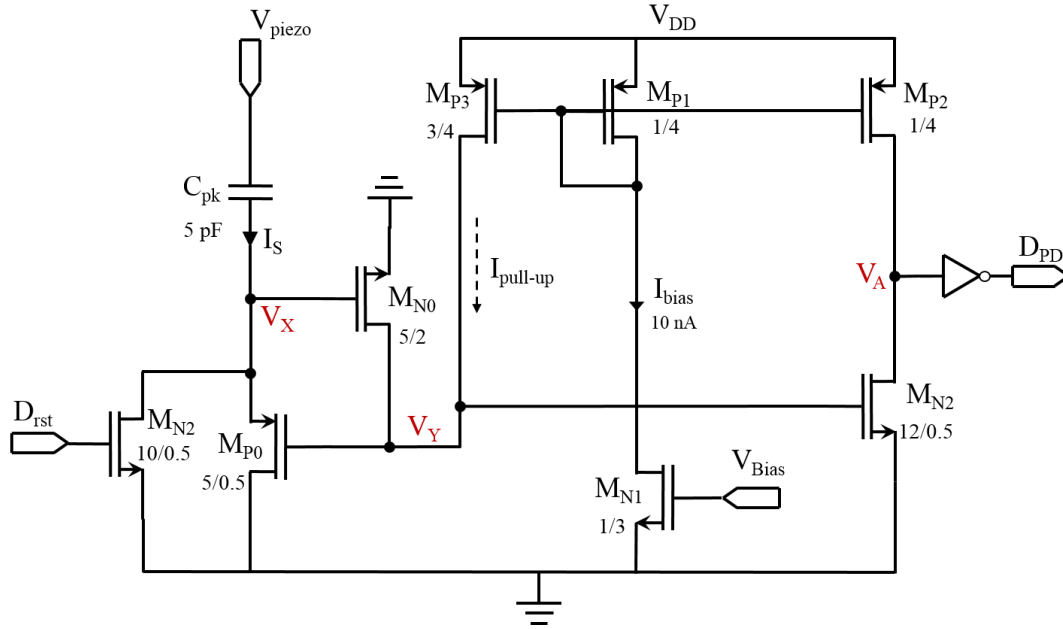 V_piezo
V_DD
M_P3
3/4
M_P1
1/4
M_P2
1/4
C_pk
5 pF
I_S
I_pull-up
M_N0
5/2
V_X
I_bias
10 nA
V_A
D_PD
D_rst
M_N2
10/0.5
M_P0
5/0.5
V_Y
M_N2
12/0.5
M_N1
1/3
V_Bias